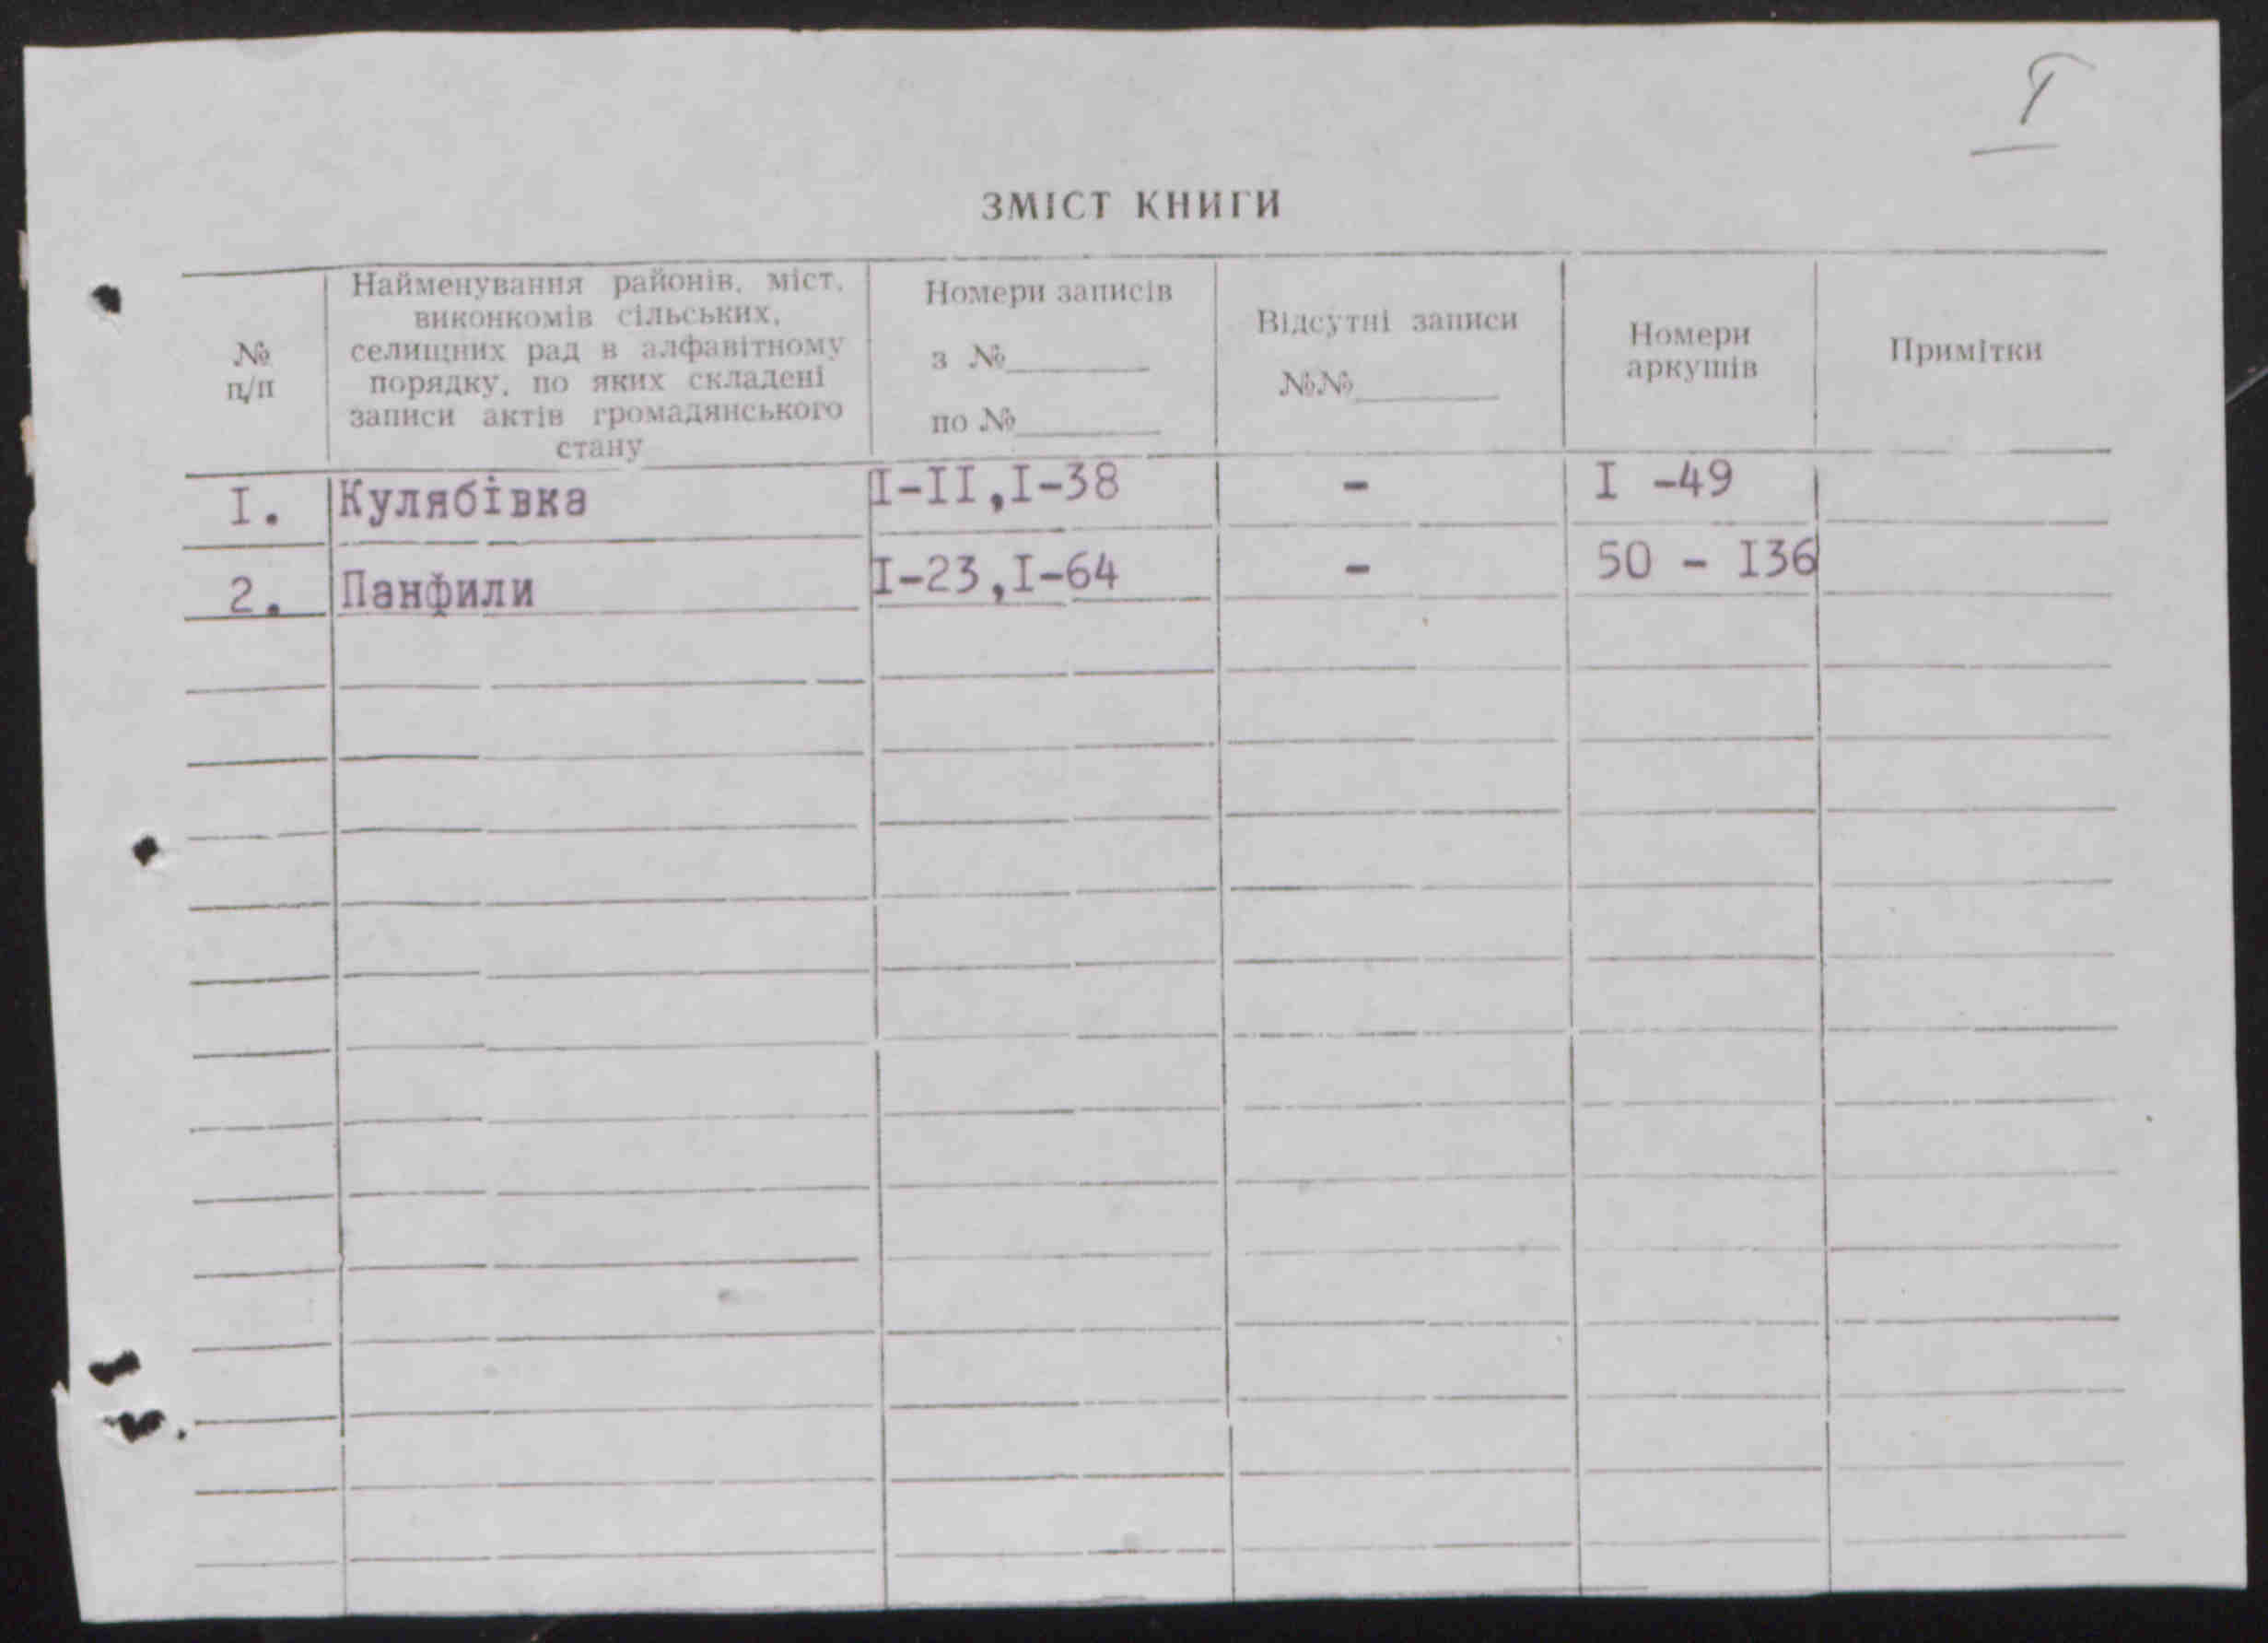 ЗМІСТ КНИГИ
№ п/п
Найменування районів, міст,
виконкомів сільських,
селищних рад в алфавітному
порядку, по яких складені
записи актів громадянського
стану
Номери записів
з №
по №
Відсутні записи
№№
Номери
аркушів
Примітки
I. Кулябівка I-II,I-38 - I -49
2. Панфили I-23,I-64 - 50 - I36